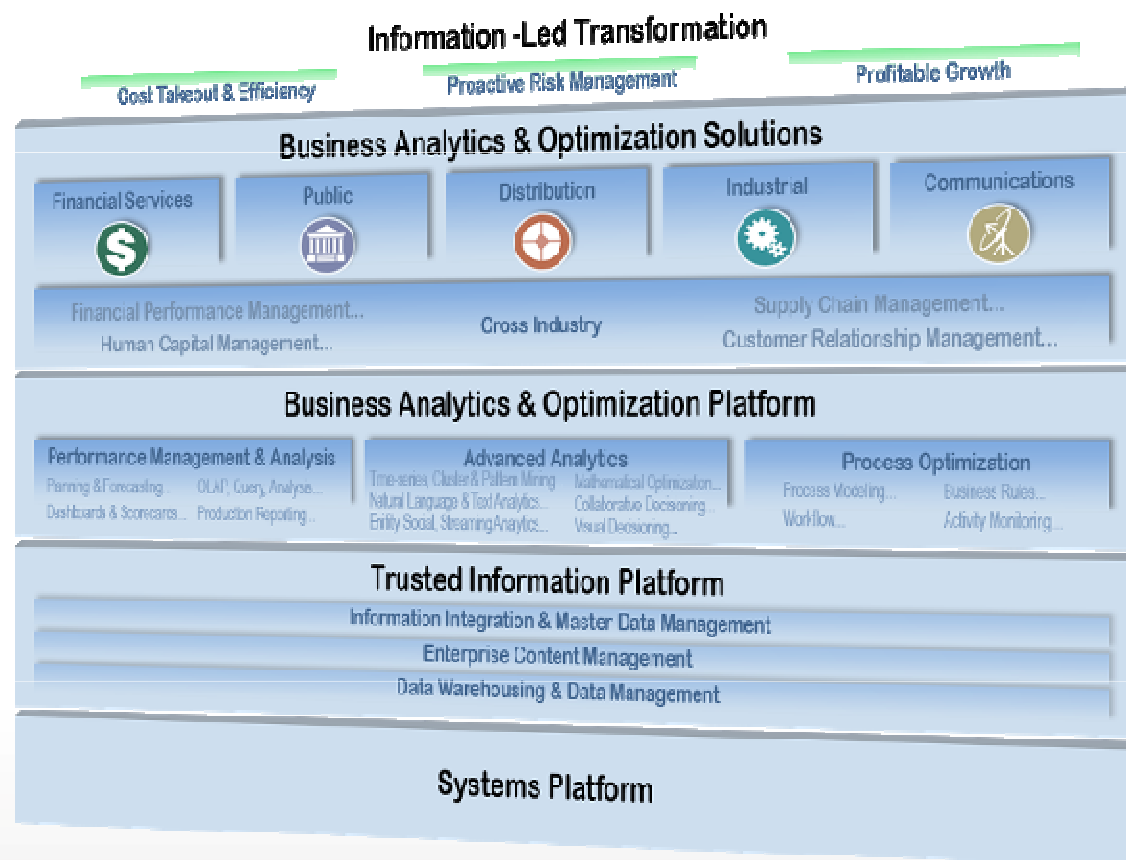 Information -Led Transformation
Cost Takeout & Efficiency
Proactive Risk Management
Profitable Growth
Business Analytics & Optimization Solutions
Financial Services
Public
Distribution
Industrial
Communications
Financial Performance Management...
Human Capital Management...
Cross Industry
Supply Chain Management...
Customer Relationship Management...
Business Analytics & Optimization Platform
Performance Management & Analysis
Planning & Forecasting...
OLAP, Query, Analysis...
Dashboards & Scorecards...
Production Reporting...
Advanced Analytics
Time-series, Cluster & Pattern Mining
Mathematical Optimization...
Natural Language & Text Analytics...
Collaborative Decisioning...
Entity Social, Streaming Analytics...
Visual Decisioning...
Process Optimization
Process Modeling...
Business Rules...
Workflow...
Activity Monitoring...
Trusted Information Platform
Information Integration & Master Data Management
Enterprise Content Management
Data Warehousing & Data Management
Systems Platform